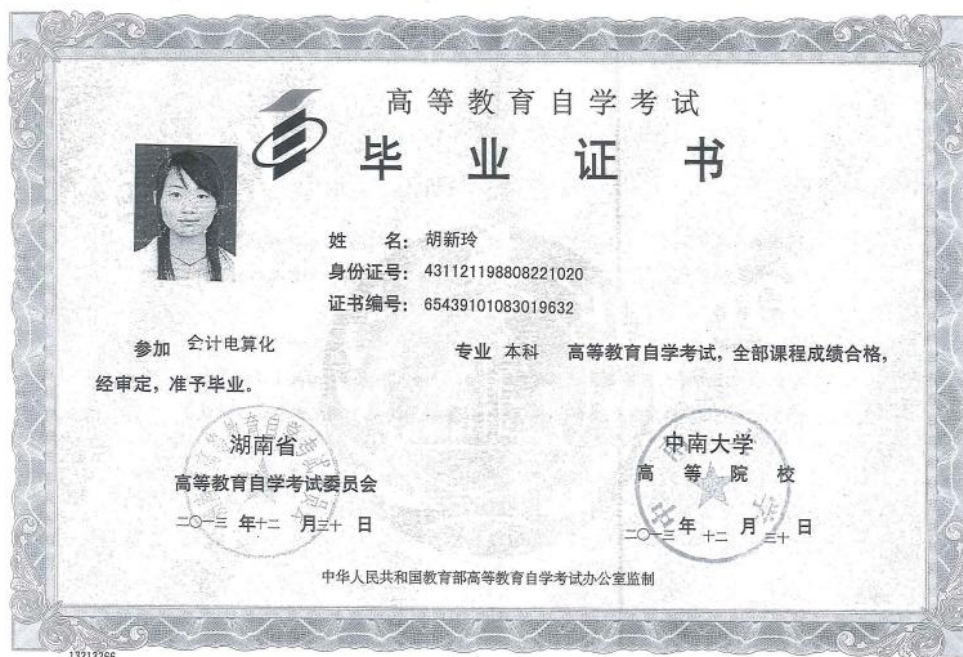 高等教育自学考试
毕业证书
姓 名： 胡新玲
身份证号： 431121198808221020
证书编号： 65439101083019632
参加 会计电算化 专业 本科 高等教育自学考试，全部课程成绩合格，
经审定，准予毕业。
湖南省
高等教育自学考试委员会
二〇一三 年 十二 月 三十 日
中南大学
高 等 院 校
二〇一三 年 十二 月 三十 日
中华人民共和国教育部高等教育自学考试办公室监制
13213266